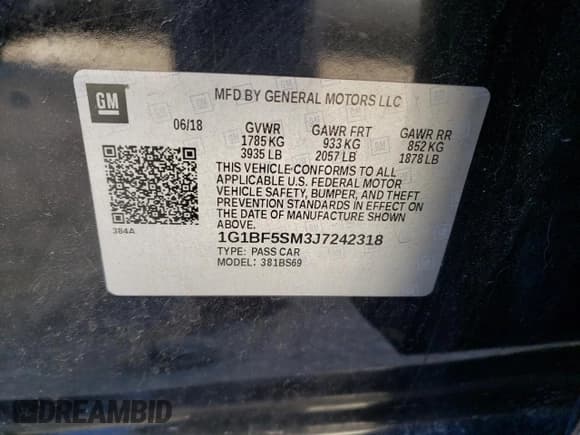 GM
MFD BY GENERAL MOTORS LLC
06/18 GVWR GAWR FRT GAWR RR
1785 KG 933 KG 852 KG
3935 LB 2057 LB 1878 LB
THIS VEHICLE CONFORMS TO ALL
APPLICABLE U.S. FEDERAL MOTOR
VEHICLE SAFETY, BUMPER, AND THEFT
PREVENTION STANDARDS IN EFFECT ON
THE DATE OF MANUFACTURE SHOWN
ABOVE.
384A
1G1BF5SM3J7242318
TYPE: PASS CAR
MODEL: 381BS69
DREAMBID